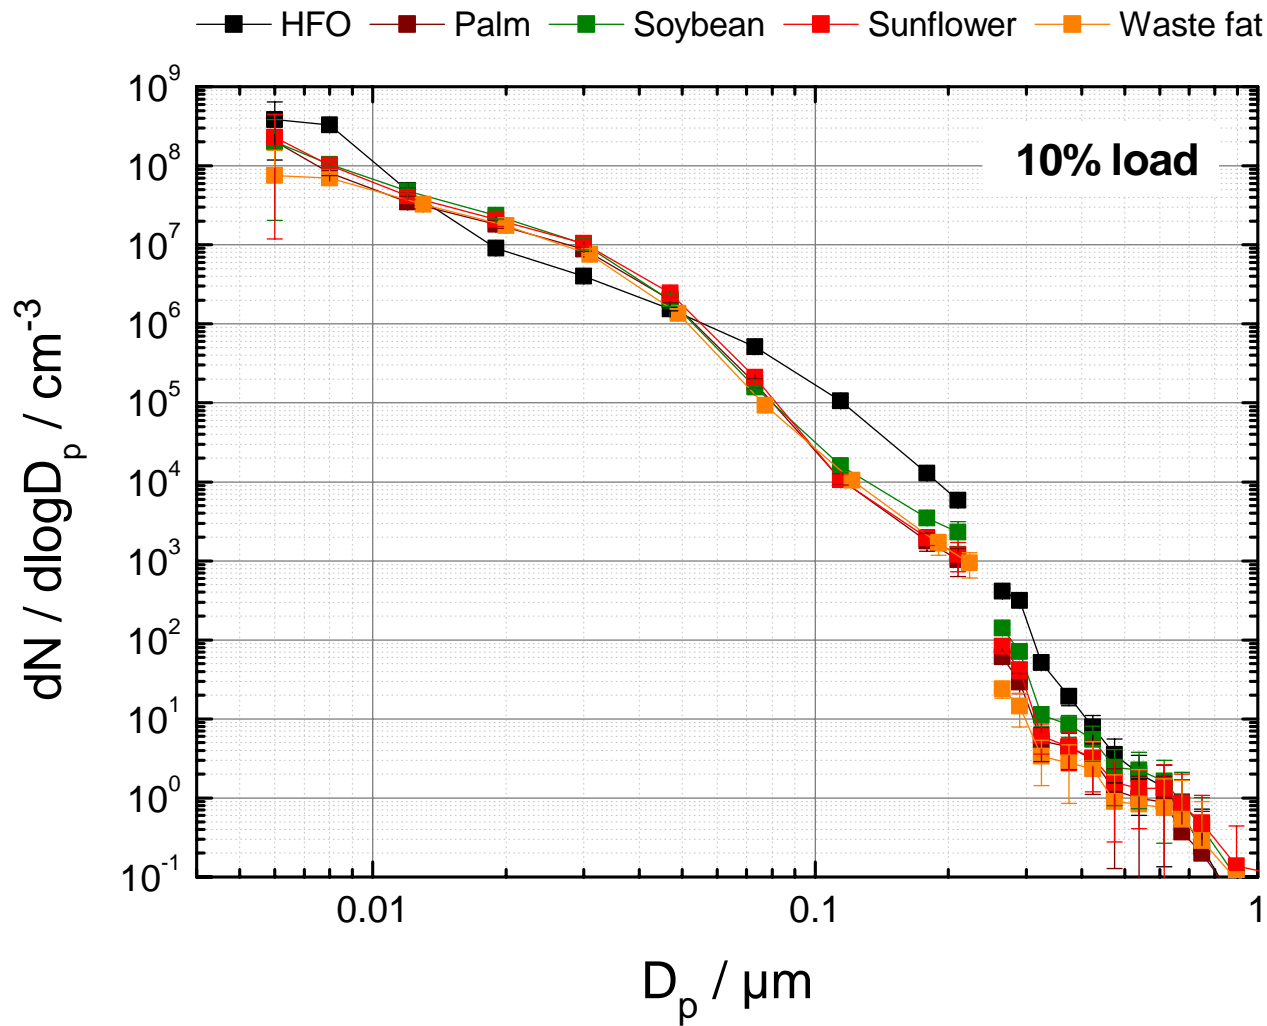 HFO Palm Soybean Sunflower Waste fat
10% load
10⁹
10⁸
10⁷
10⁶
10⁵
10⁴
10³
10²
10¹
10⁰
10⁻¹
dN / dlogDₚ / cm⁻³
0.01 0.1 1
Dₚ / µm